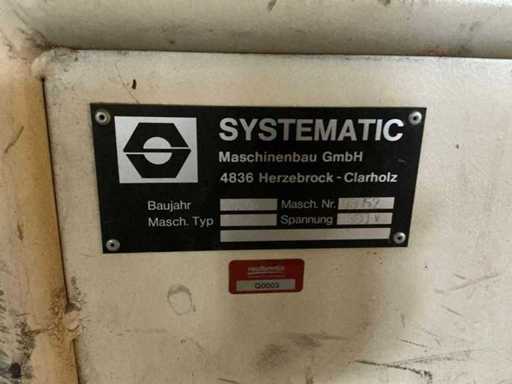 SYSTEMATIC
Maschinenbau GmbH
4836 Herzebrock - Clarholz
Baujahr Masch. Nr.
Masch. Typ Spannung
Q0003